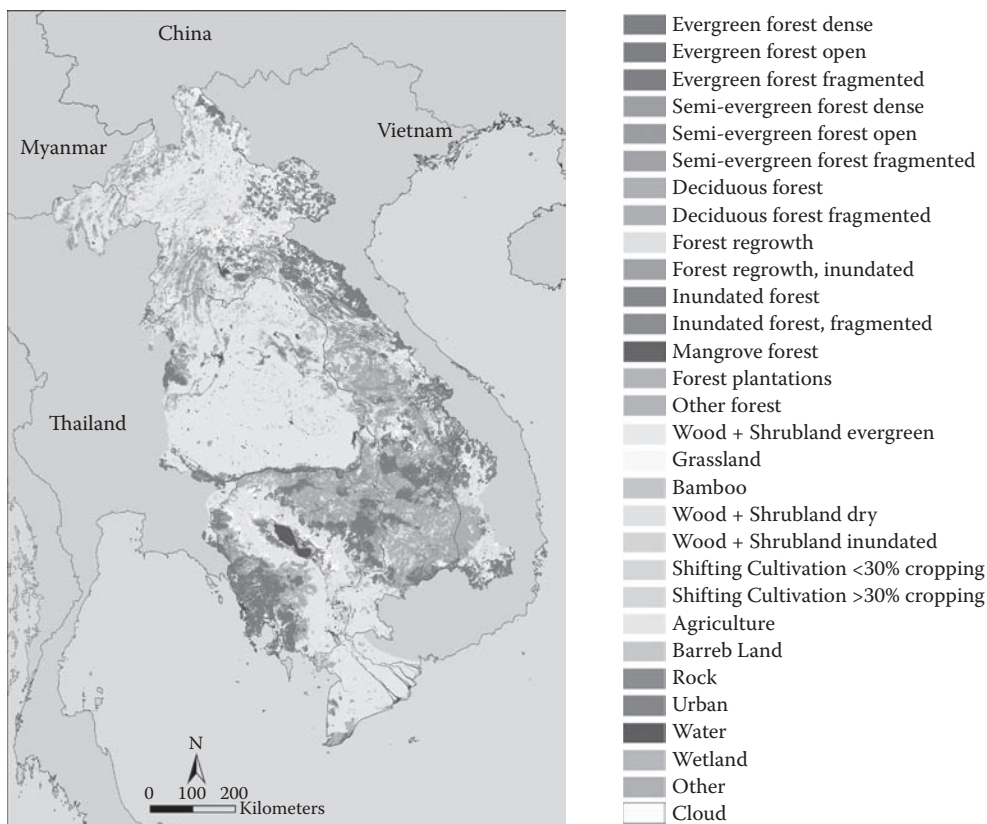 China
Vietnam
Myanmar
Thailand
N
0 100 200
Kilometers
Evergreen forest dense
Evergreen forest open
Evergreen forest fragmented
Semi-evergreen forest dense
Semi-evergreen forest open
Semi-evergreen forest fragmented
Deciduous forest
Deciduous forest fragmented
Forest regrowth
Forest regrowth, inundated
Inundated forest
Inundated forest, fragmented
Mangrove forest
Forest plantations
Other forest
Wood + Shrubland evergreen
Grassland
Bamboo
Wood + Shrubland dry
Wood + Shrubland inundated
Shifting Cultivation <30% cropping
Shifting Cultivation >30% cropping
Agriculture
Barreb Land
Rock
Urban
Water
Wetland
Other
Cloud